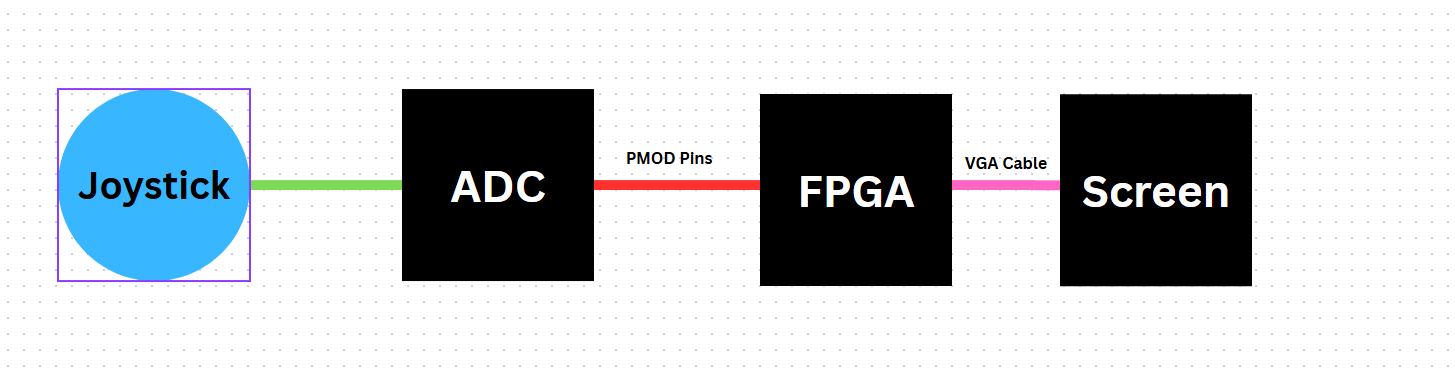 Joystick
ADC
PMOD Pins
FPGA
VGA Cable
Screen